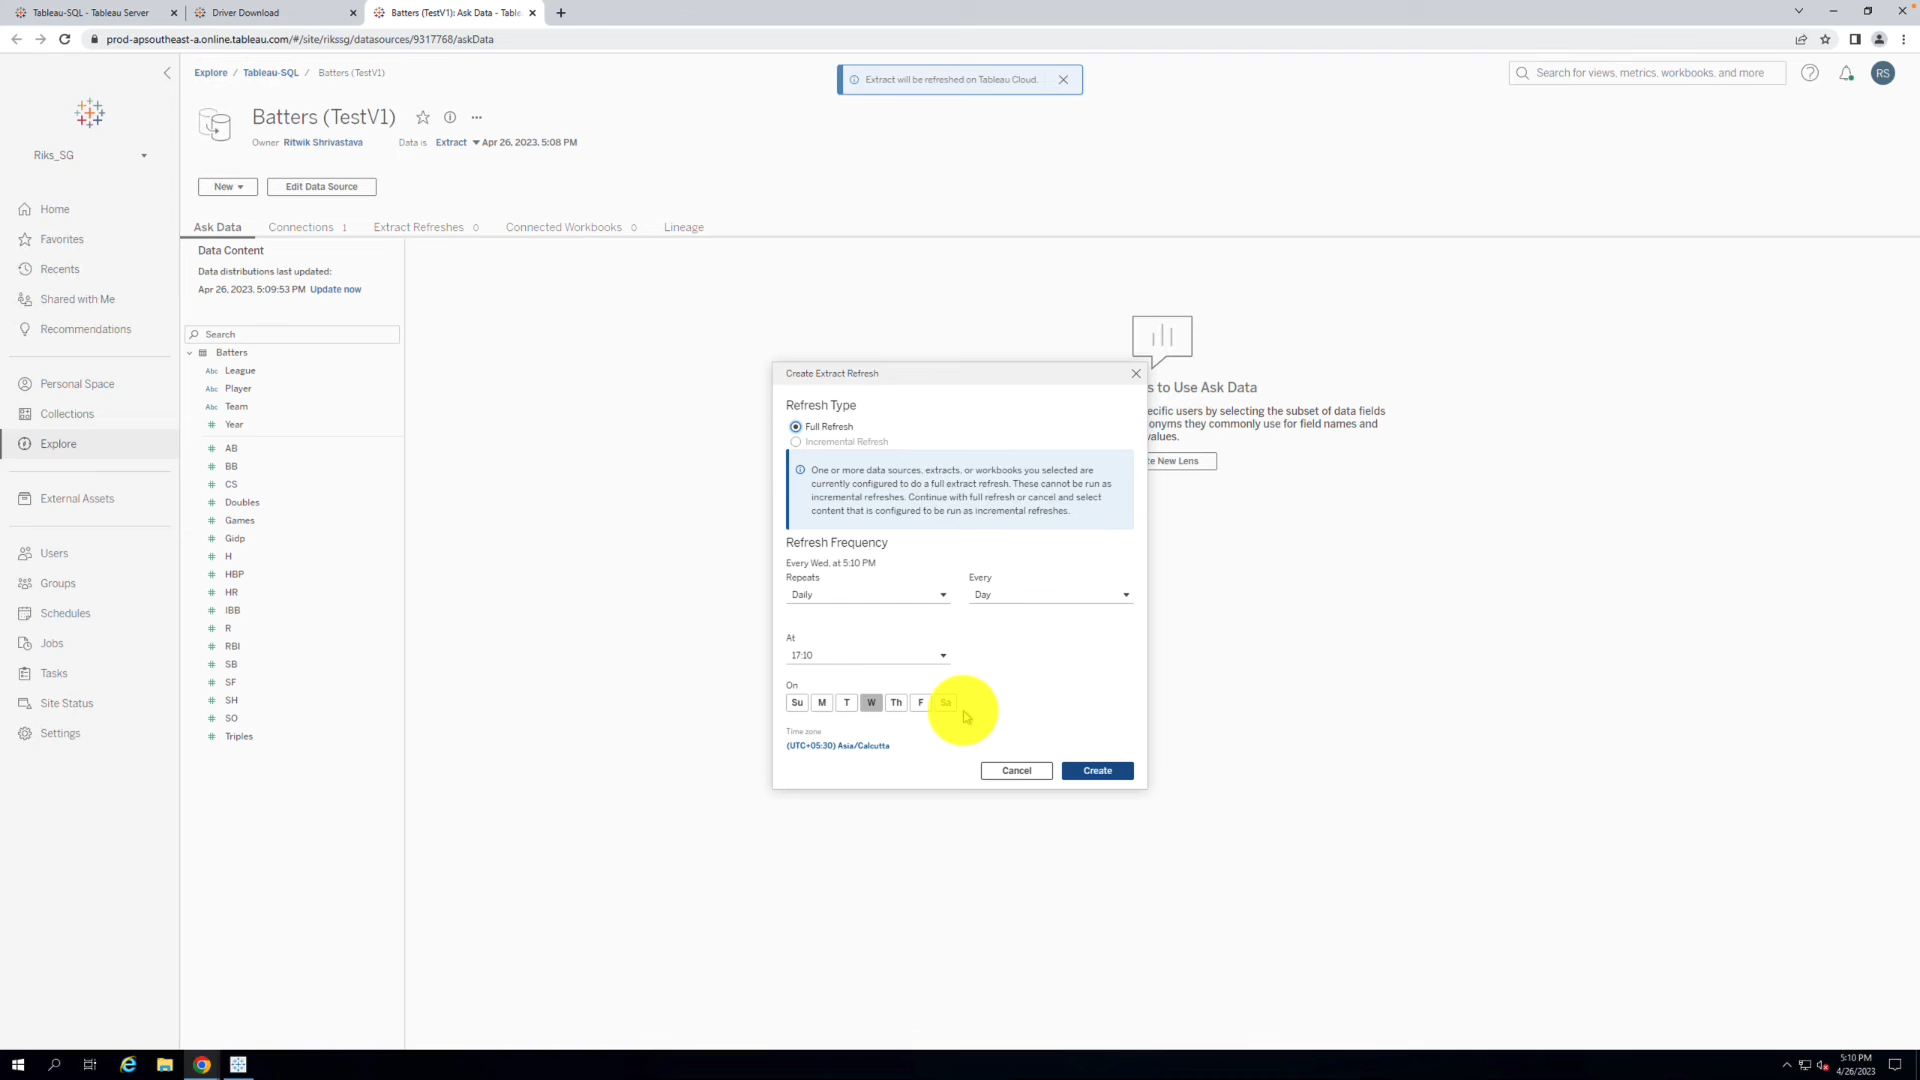 Tableau-SQL - Tableau Server
Driver Download
Batters (TestV1): Ask Data - Table
prod-apsoutheast-a.online.tableau.com/#/site/rikssg/datasources/9317768/askData
Explore / Tableau-SQL / Batters (TestV1)
Extract will be refreshed on Tableau Cloud.
Search for views, metrics, workbooks, and more
RS
Batters (TestV1)
Owner Ritwik Shrivastava Data is Extract Apr 26, 2023, 5:08 PM
Riks_SG
New
Edit Data Source
Home
Favorites
Recents
Shared with Me
Recommendations
Personal Space
Collections
Explore
External Assets
Users
Groups
Schedules
Jobs
Tasks
Site Status
Settings
Ask Data
Connections 1
Extract Refreshes 0
Connected Workbooks 0
Lineage
Data Content
Data distributions last updated:
Apr 26, 2023, 5:09:53 PM Update now
Search
Batters
Abc League
Abc Player
Abc Team
# Year
# AB
# BB
# CS
# Doubles
# Games
# Gidp
# H
# HBP
# HR
# IBB
# R
# RBI
# SB
# SF
# SH
# SO
# Triples
s to Use Ask Data
ecific users by selecting the subset of data fields
onyms they commonly use for field names and
values.
te New Lens
Create Extract Refresh
Refresh Type
Full Refresh
Incremental Refresh
One or more data sources, extracts, or workbooks you selected are
currently configured to do a full extract refresh. These cannot be run as
incremental refreshes. Continue with full refresh or cancel and select
content that is configured to be run as incremental refreshes.
Refresh Frequency
Every Wed, at 5:10 PM
Repeats
Every
Daily
Day
At
17:10
On
Su M T W Th F Sa
Time zone
(UTC+05:30) Asia/Calcutta
Cancel
Create
5:10 PM
4/26/2023